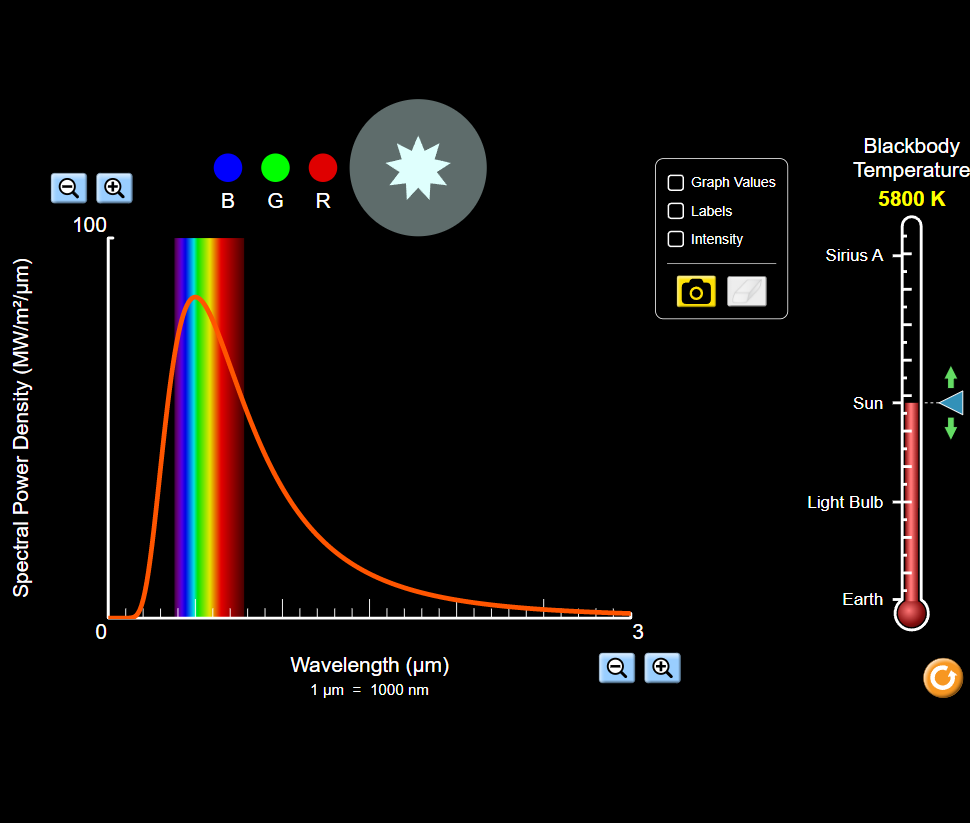 B G R
100
Spectral Power Density (MW/m²/μm)
0
3
Wavelength (μm)
1 μm = 1000 nm
Graph Values
Labels
Intensity
Blackbody
Temperature
5800 K
Sirius A
Sun
Light Bulb
Earth